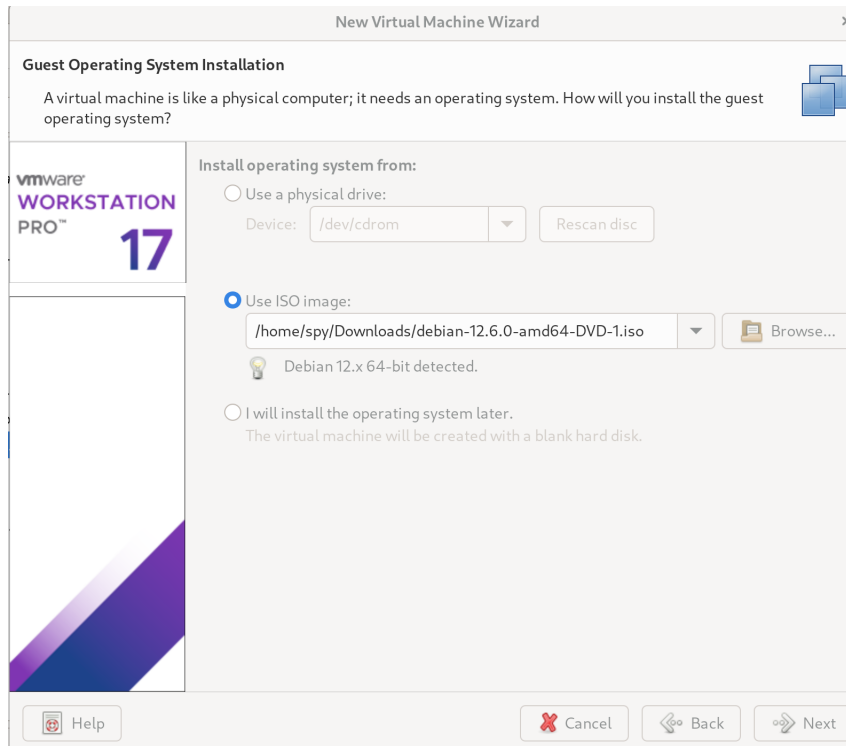 New Virtual Machine Wizard
Guest Operating System Installation
A virtual machine is like a physical computer; it needs an operating system. How will you install the guest
operating system?
vmware
WORKSTATION
PRO™
17
Install operating system from:
Use a physical drive:
Device: /dev/cdrom Rescan disc
Use ISO image:
/home/spy/Downloads/debian-12.6.0-amd64-DVD-1.iso Browse...
Debian 12.x 64-bit detected.
I will install the operating system later.
The virtual machine will be created with a blank hard disk.
Help Cancel Back Next